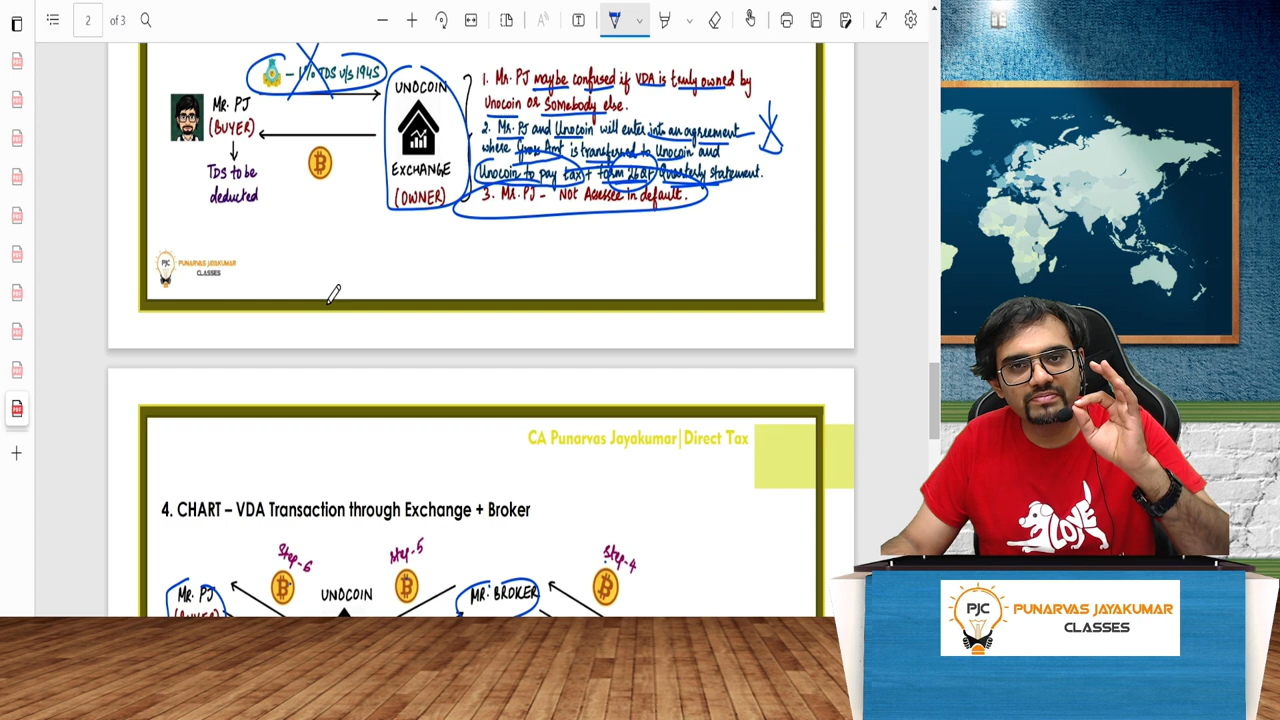 2
of 3
– 1% TDS u/s 194S
MR. PJ
(BUYER)
TDS to be
deducted
UNOCOIN
EXCHANGE
(OWNER)
1. Mr. PJ maybe confused if VDA is truly owned by
Unocoin or somebody else.
2. Mr. PJ and Unocoin will enter into an agreement
where gross Amt is transferred to Unocoin and
Unocoin to pay tax + form 26QF Quarterly statement.
3. Mr. PJ – Not Assessee in default.
PJC
PUNARVAS JAYAKUMAR
CLASSES
CA Punarvas Jayakumar|Direct Tax
4. CHART – VDA Transaction through Exchange + Broker
Step-6
Step-5
Step-4
MR. PJ
UNOCOIN
MR. BROKER
LOVE
PJC
PUNARVAS JAYAKUMAR
CLASSES